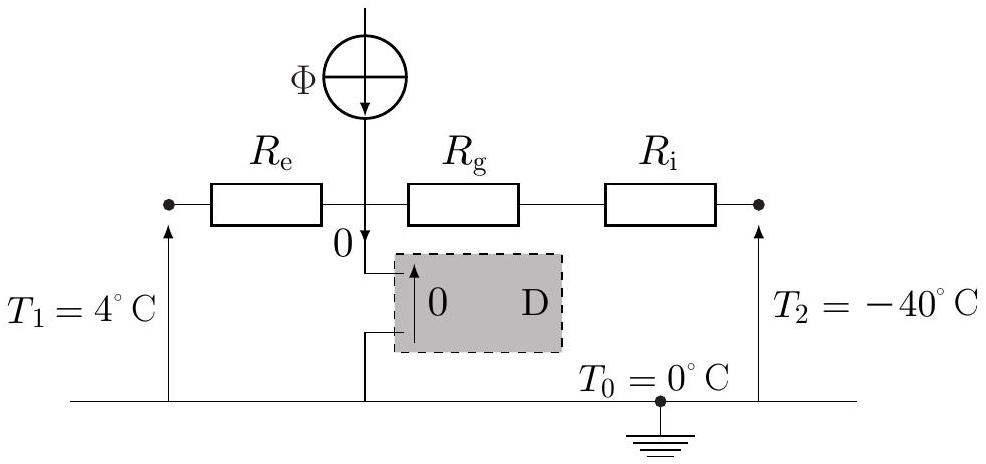 Φ
R_e
R_g
R_i
0
0
D
T_1 = 4° C
T_2 = −40° C
T_0 = 0° C